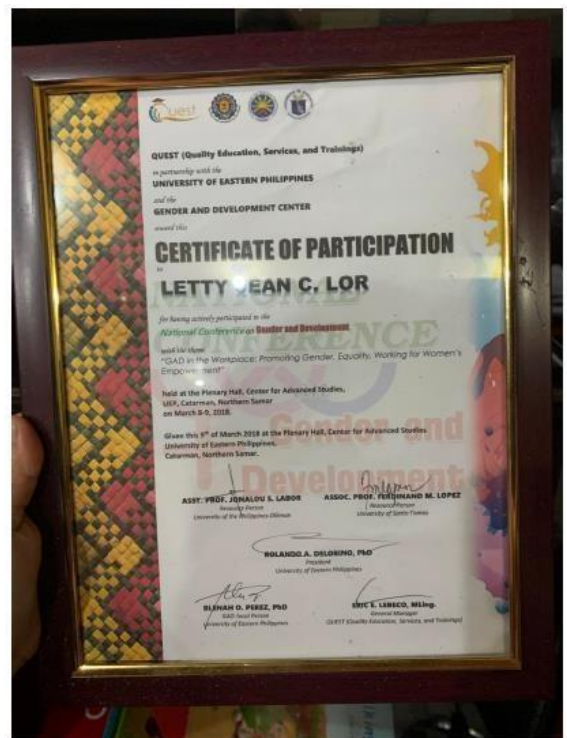 Quest
QUEST (Quality Education, Services, and Trainings)
in partnership with the
UNIVERSITY OF EASTERN PHILIPPINES
and the
GENDER AND DEVELOPMENT CENTER
award this
CERTIFICATE OF PARTICIPATION
to
LETTY JEAN C. LOR
NATIONAL
for having actively participated in the
National Conference on Gender and Development
CONFERENCE
with the theme
"GAD in the Workplace: Promoting Gender, Equality, Working for Women's
Empowerment"
held at the Plenary Hall, Center for Advanced Studies,
UEP, Catarman, Northern Samar
on March 8-9, 2018.
Gender and
Given this 9th of March 2018 at the Plenary Hall, Center for Advanced Studies
University of Eastern Philippines,
Catarman, Northern Samar.
Development
ASST. PROF. JONALOU S. LABOR
Resource Person
University of the Philippines Diliman
ASSOC. PROF. FERDINAND M. LOPEZ
Resource Person
University of Santo Tomas
ROLANDO A. DELORINO, PhD
President
University of Eastern Philippines
BLENAH O. PEREZ, PhD
GAD Focal Person
University of Eastern Philippines
ERIC E. LEBECO, MLing.
General Manager
QUEST (Quality Education, Services, and Trainings)